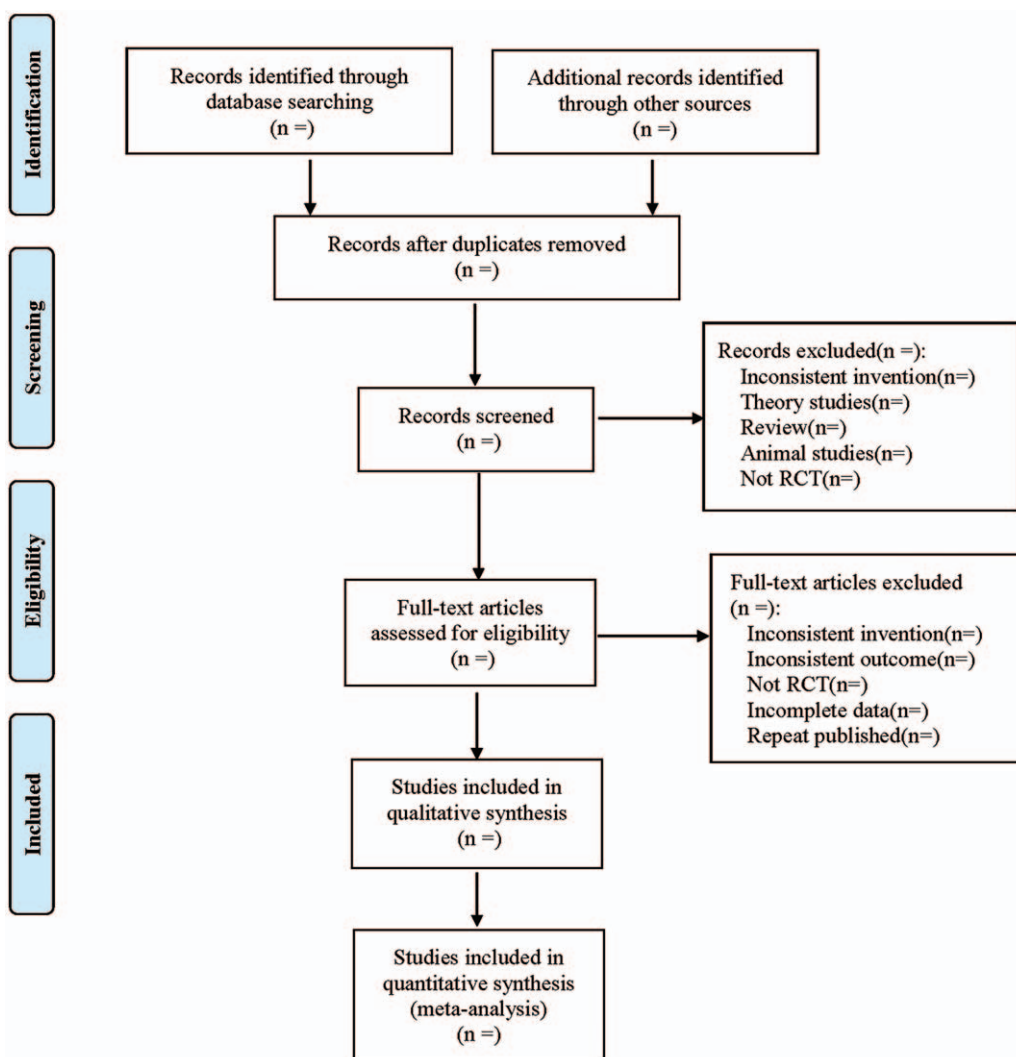 Identification
Records identified through
database searching
(n =)
Additional records identified
through other sources
(n =)
Records after duplicates removed
(n =)
Screening
Records screened
(n =)
Records excluded(n =):
Inconsistent invention(n=)
Theory studies(n=)
Review(n=)
Animal studies(n=)
Not RCT(n=)
Eligibility
Full-text articles
assessed for eligibility
(n =)
Full-text articles excluded
(n =):
Inconsistent invention(n=)
Inconsistent outcome(n=)
Not RCT(n=)
Incomplete data(n=)
Repeat published(n=)
Included
Studies included in
qualitative synthesis
(n =)
Studies included in
quantitative synthesis
(meta-analysis)
(n =)